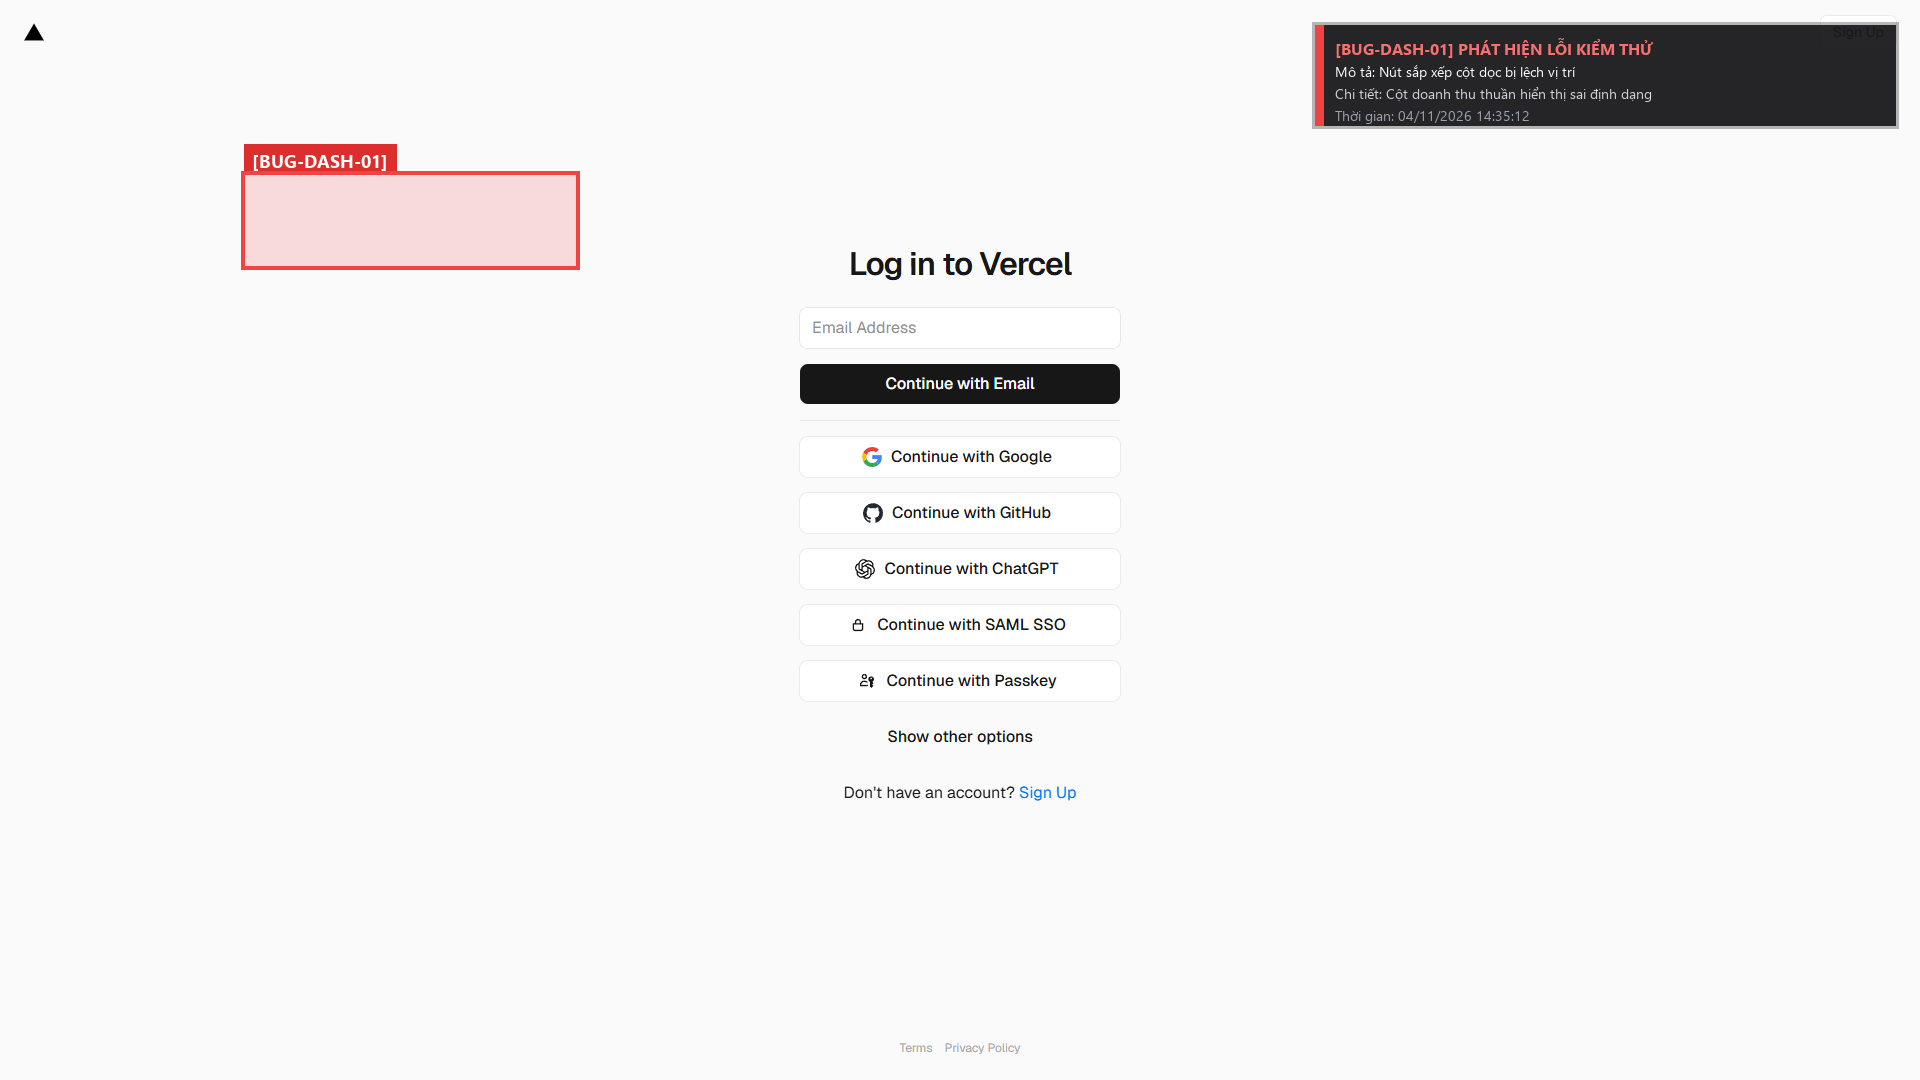 Sign Up
[BUG-DASH-01] PHÁT HIỆN LỖI KIỂM THỬ
Mô tả: Nút sắp xếp cột dọc bị lệch vị trí
Chi tiết: Cột doanh thu thuần hiển thị sai định dạng
Thời gian: 04/11/2026 14:35:12
[BUG-DASH-01]
Log in to Vercel
Email Address
Continue with Email
Continue with Google
Continue with GitHub
Continue with ChatGPT
Continue with SAML SSO
Continue with Passkey
Show other options
Don't have an account? Sign Up
Terms Privacy Policy